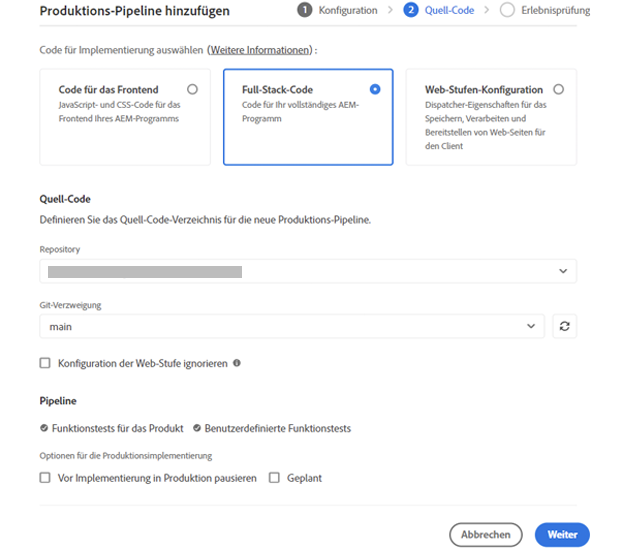 Produktions-Pipeline hinzufügen
1 Konfiguration > 2 Quell-Code > Erlebnisprüfung
Code für Implementierung auswählen (Weitere Informationen) :
Code für das Frontend
JavaScript- und CSS-Code für das
Frontend Ihres AEM-Programms
Full-Stack-Code
Code für Ihr vollständiges AEM-
Programm
Web-Stufen-Konfiguration
Dispatcher-Eigenschaften für das
Speichern, Verarbeiten und
Bereitstellen von Web-Seiten für
den Client
Quell-Code
Definieren Sie das Quell-Code-Verzeichnis für die neue Produktions-Pipeline.
Repository
Git-Verzweigung
main
Konfiguration der Web-Stufe ignorieren
Pipeline
Funktionstests für das Produkt Benutzerdefinierte Funktionstests
Optionen für die Produktionsimplementierung
Vor Implementierung in Produktion pausieren Geplant
Abbrechen Weiter